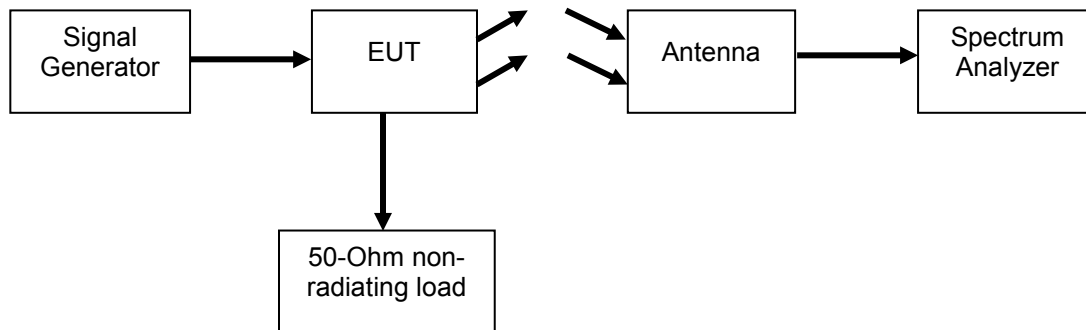 Signal
Generator
EUT
Antenna
Spectrum
Analyzer
50-Ohm non-
radiating load